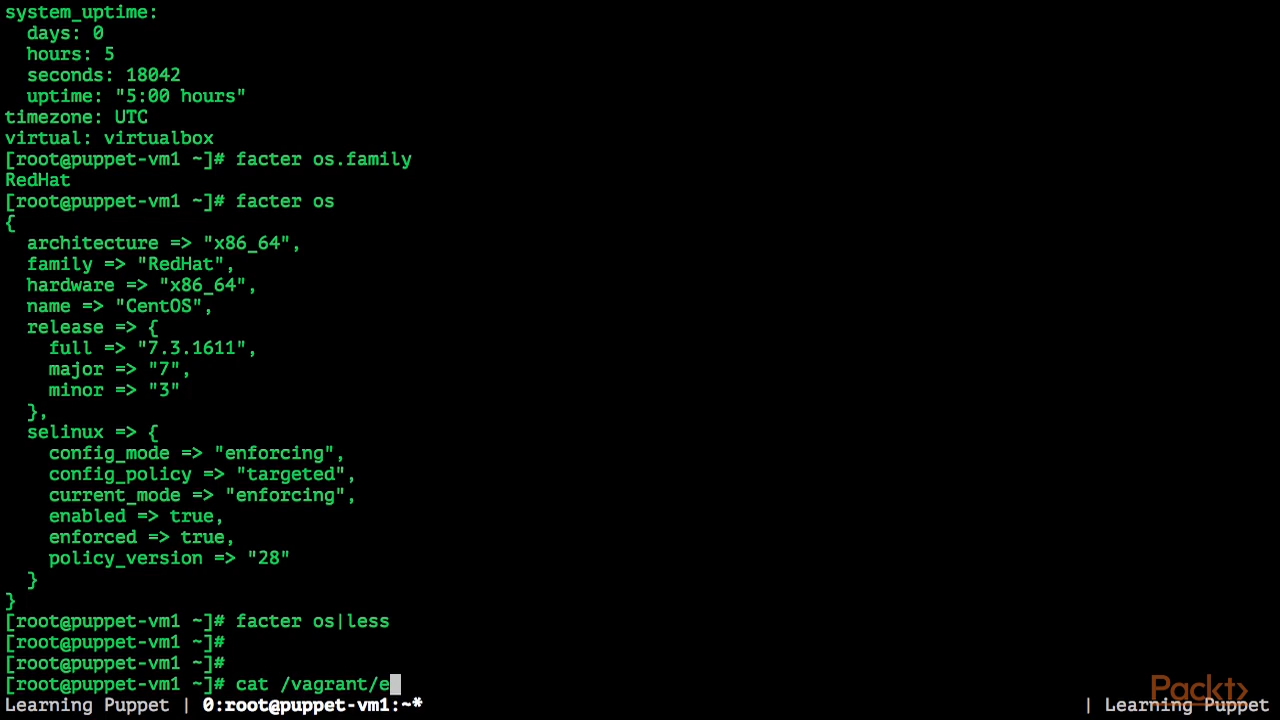 system_uptime:
  days: 0
  hours: 5
  seconds: 18042
  uptime: "5:00 hours"
timezone: UTC
virtual: virtualbox
[root@puppet-vm1 ~]# facter os.family
RedHat
[root@puppet-vm1 ~]# facter os
{
  architecture => "x86_64",
  family => "RedHat",
  hardware => "x86_64",
  name => "CentOS",
  release => {
    full => "7.3.1611",
    major => "7",
    minor => "3"
  },
  selinux => {
    config_mode => "enforcing",
    config_policy => "targeted",
    current_mode => "enforcing",
    enabled => true,
    enforced => true,
    policy_version => "28"
  }
}
[root@puppet-vm1 ~]# facter os|less
[root@puppet-vm1 ~]#
[root@puppet-vm1 ~]#
[root@puppet-vm1 ~]# cat /vagrant/e
Packt>
Learning Puppet | 0:root@puppet-vm1:~* | Learning Puppet